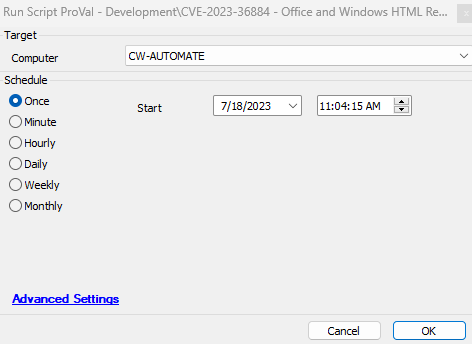 Run Script ProVal - Development\CVE-2023-36884 - Office and Windows HTML Re...
Target
Computer
CW-AUTOMATE
Schedule
Once
Start
7/18/2023
11:04:15 AM
Minute
Hourly
Daily
Weekly
Monthly
Advanced Settings
Cancel
OK